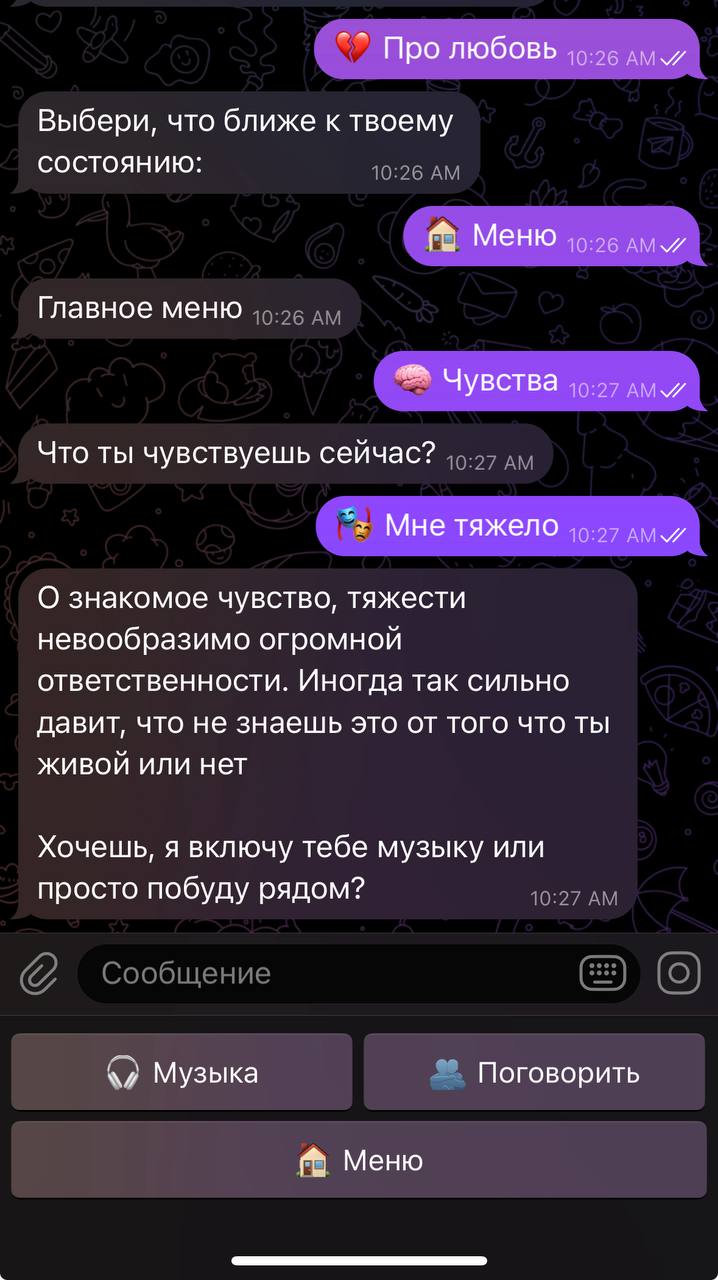 💔 Про любовь 10:26 AM
Выбери, что ближе к твоему
состоянию: 10:26 AM
🏠 Меню 10:26 AM
Главное меню 10:26 AM
🧠 Чувства 10:27 AM
Что ты чувствуешь сейчас? 10:27 AM
🎭 Мне тяжело 10:27 AM
О знакомое чувство, тяжести
невообразимо огромной
ответственности. Иногда так сильно
давит, что не знаешь это от того что ты
живой или нет
Хочешь, я включу тебе музыку или
просто побуду рядом? 10:27 AM
Сообщение
🎧 Музыка
🫂 Поговорить
🏠 Меню